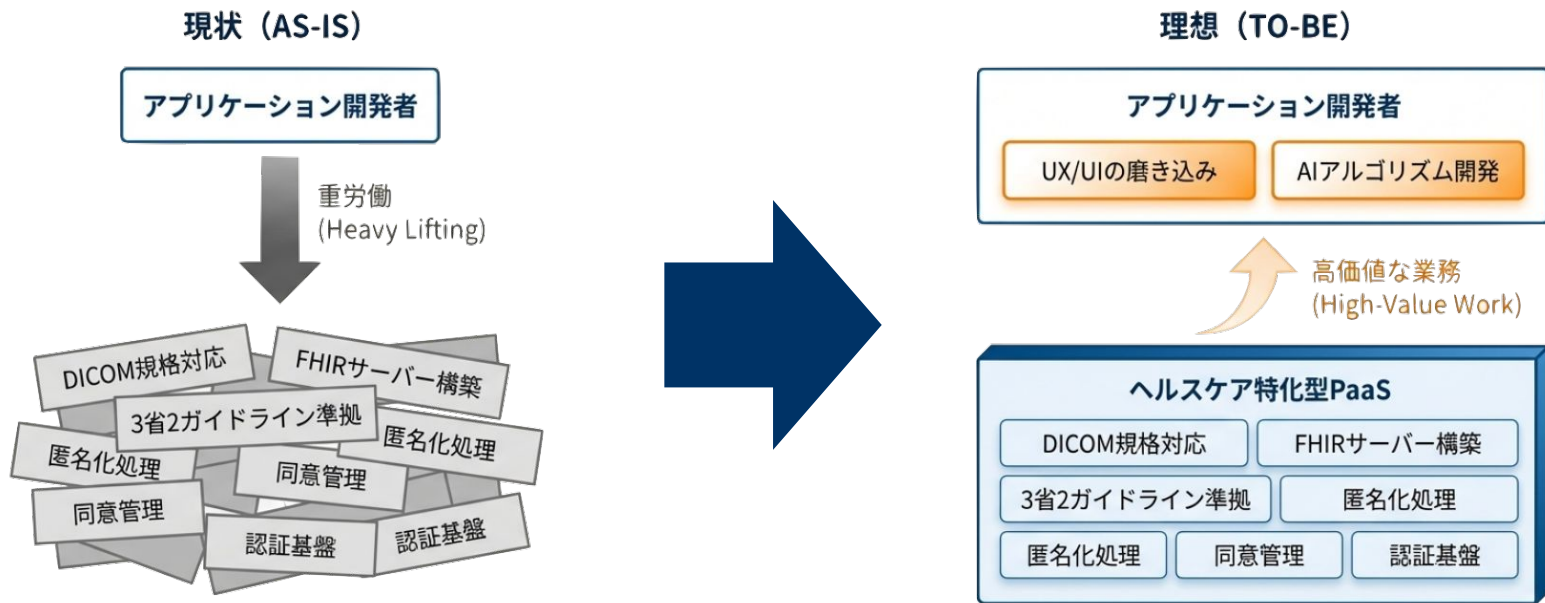 現状（AS-IS）
アプリケーション開発者
重労働
(Heavy Lifting)
DICOM規格対応
FHIRサーバー構築
3省2ガイドライン準拠
匿名化処理
匿名化処理
同意管理
同意管理
認証基盤
認証基盤
理想（TO-BE）
アプリケーション開発者
UX/UIの磨き込み
AIアルゴリズム開発
高価値な業務
(High-Value Work)
ヘルスケア特化型PaaS
DICOM規格対応
FHIRサーバー構築
3省2ガイドライン準拠
匿名化処理
匿名化処理
同意管理
認証基盤